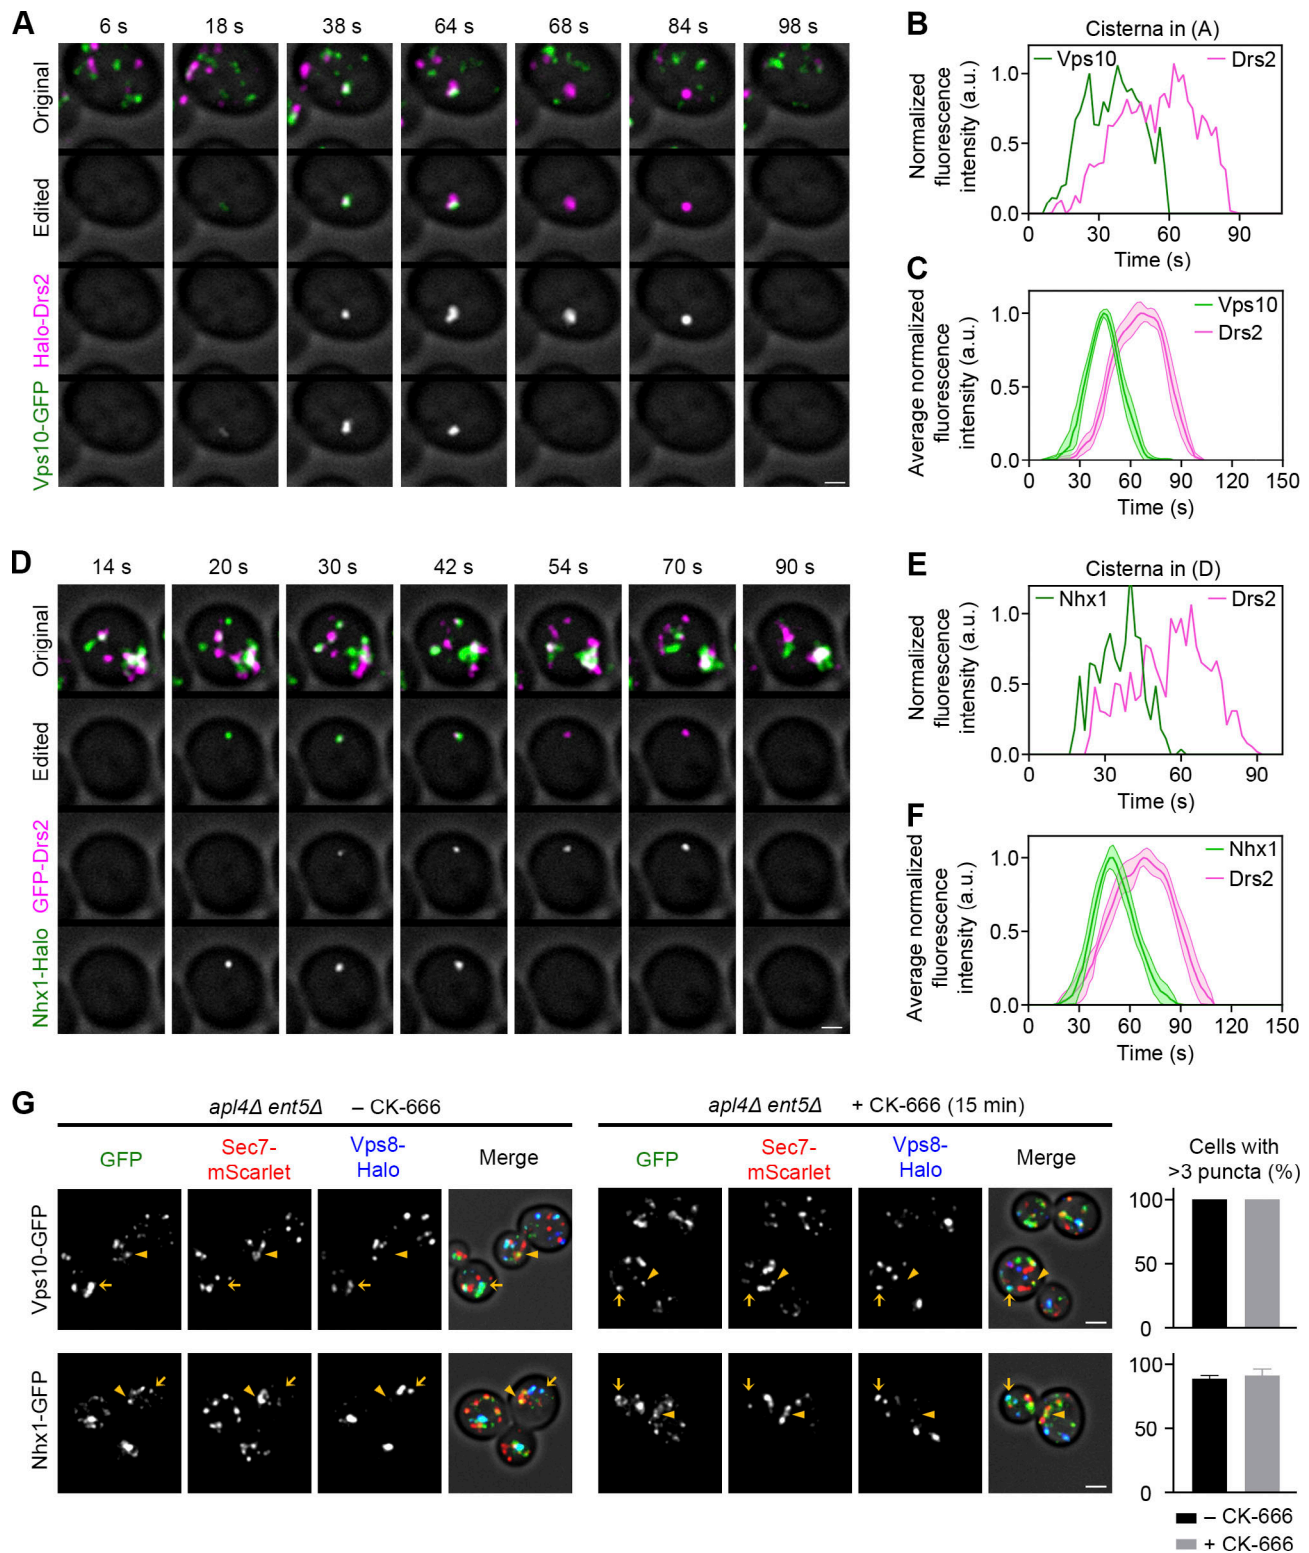 A
6 s 18 s 38 s 64 s 68 s 84 s 98 s
Original
Edited
Halo-Drs2
Vps10-GFP
B
Cisterna in (A)
Vps10 Drs2
Normalized
fluorescence
intensity (a.u.)
1.0
0.5
0.0
0 30 60 90
Time (s)
C
Vps10
Drs2
Average normalized
fluorescence
intensity (a.u.)
1.0
0.5
0.0
0 30 60 90 120 150
Time (s)
D
14 s 20 s 30 s 42 s 54 s 70 s 90 s
Original
Edited
GFP-Drs2
Nhx1-Halo
E
Cisterna in (D)
Nhx1 Drs2
Normalized
fluorescence
intensity (a.u.)
1.0
0.5
0.0
0 30 60 90
Time (s)
F
Nhx1
Drs2
Average normalized
fluorescence
intensity (a.u.)
1.0
0.5
0.0
0 30 60 90 120 150
Time (s)
G
apl4Δ ent5Δ – CK-666
GFP
Sec7-
mScarlet
Vps8-
Halo
Merge
apl4Δ ent5Δ + CK-666 (15 min)
GFP
Sec7-
mScarlet
Vps8-
Halo
Merge
Cells with
>3 puncta (%)
Vps10-GFP
100
50
0
Nhx1-GFP
100
50
0
– CK-666
+ CK-666